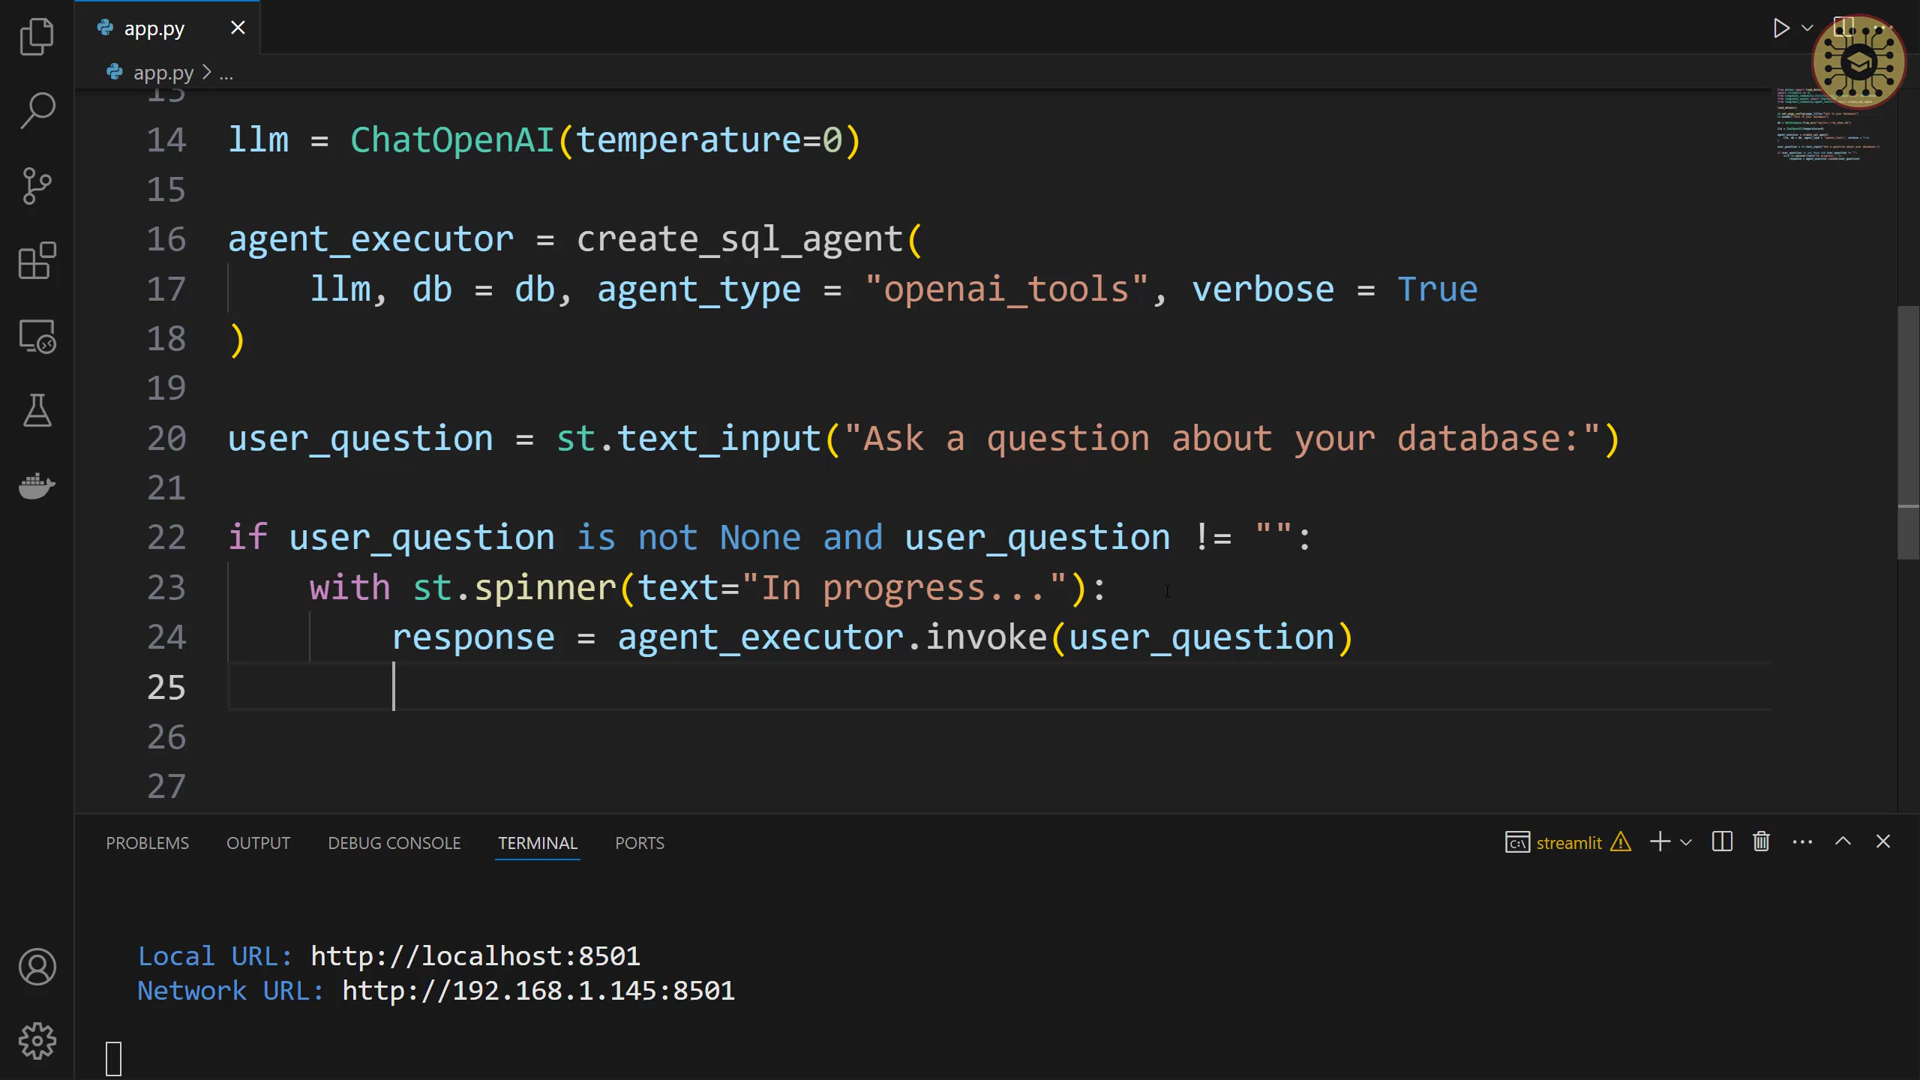 app.py
app.py > ...
13
14 llm = ChatOpenAI(temperature=0)
15
16 agent_executor = create_sql_agent(
17 llm, db = db, agent_type = "openai_tools", verbose = True
18 )
19
20 user_question = st.text_input("Ask a question about your database:")
21
22 if user_question is not None and user_question != "":
23 with st.spinner(text="In progress..."):
24 response = agent_executor.invoke(user_question)
25
26
27
PROBLEMS OUTPUT DEBUG CONSOLE TERMINAL PORTS streamlit
Local URL: http://localhost:8501
Network URL: http://192.168.1.145:8501